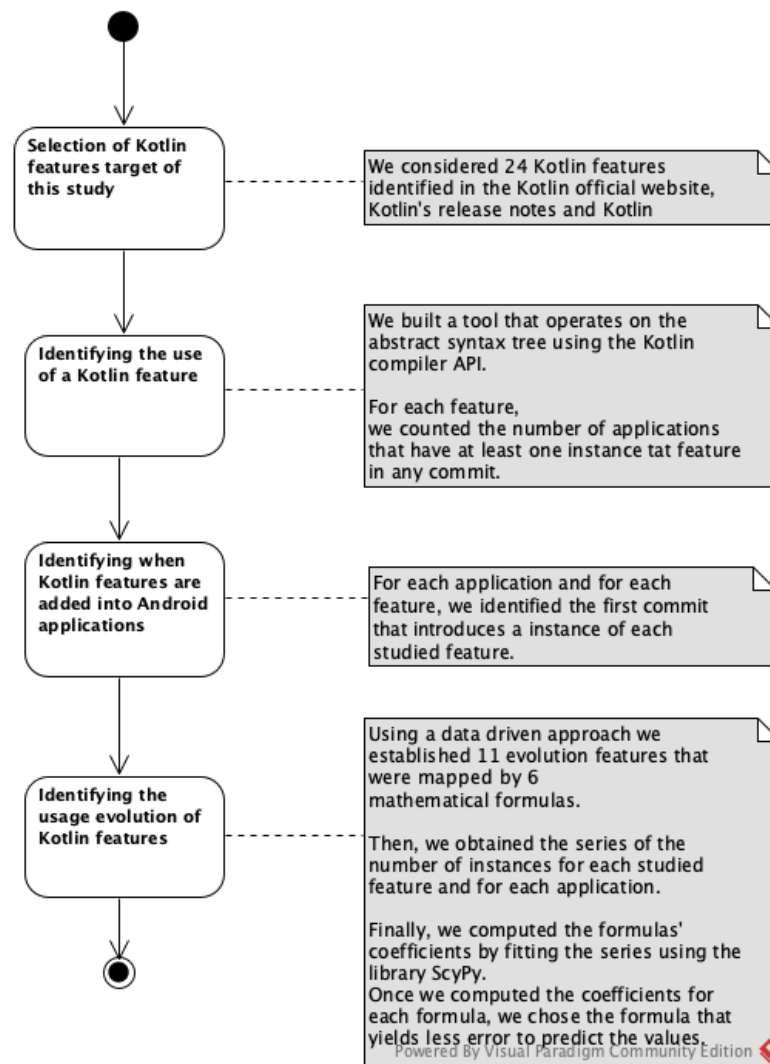 Selection of Kotlin
features target of
this study
We considered 24 Kotlin features
identified in the Kotlin official website,
Kotlin's release notes and Kotlin
Identifying the use
of a Kotlin feature
We built a tool that operates on the
abstract syntax tree using the Kotlin
compiler API.
For each feature,
we counted the number of applications
that have at least one instance tat feature
in any commit.
Identifying when
Kotlin features are
added into Android
applications
For each application and for each
feature, we identified the first commit
that introduces a instance of each
studied feature.
Identifying the
usage evolution of
Kotlin features
Using a data driven approach we
established 11 evolution features that
were mapped by 6
mathematical formulas.
Then, we obtained the series of the
number of instances for each studied
feature and for each application.
Finally, we computed the formulas'
coefficients by fitting the series using the
library ScyPy.
Once we computed the coefficients for
each formula, we chose the formula that
yields less error to predict the values.
Powered By Visual Paradigm Community Edition